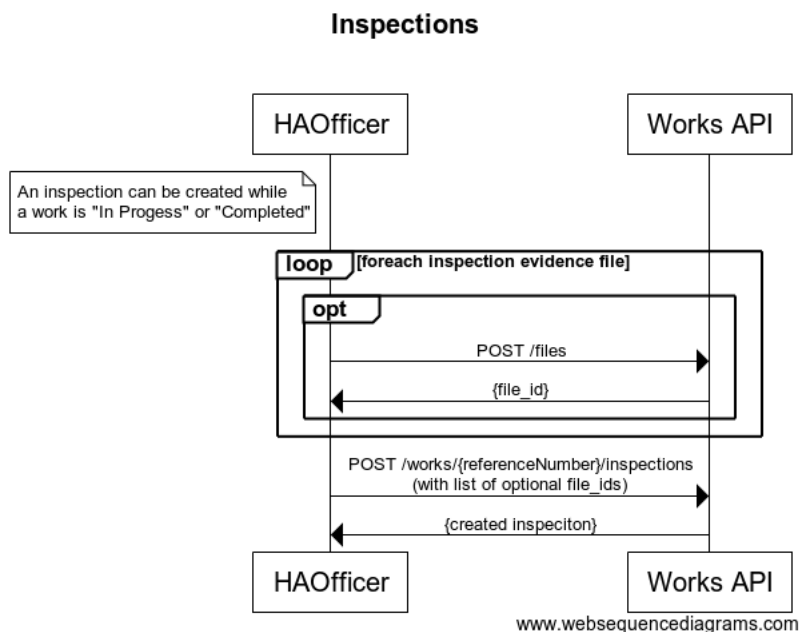 Inspections
HAOfficer
Works API
An inspection can be created while
a work is "In Progess" or "Completed"
loop
[foreach inspection evidence file]
opt
POST /files
{file_id}
POST /works/{referenceNumber}/inspections
(with list of optional file_ids)
{created inspeciton}
HAOfficer
Works API
www.websequencediagrams.com